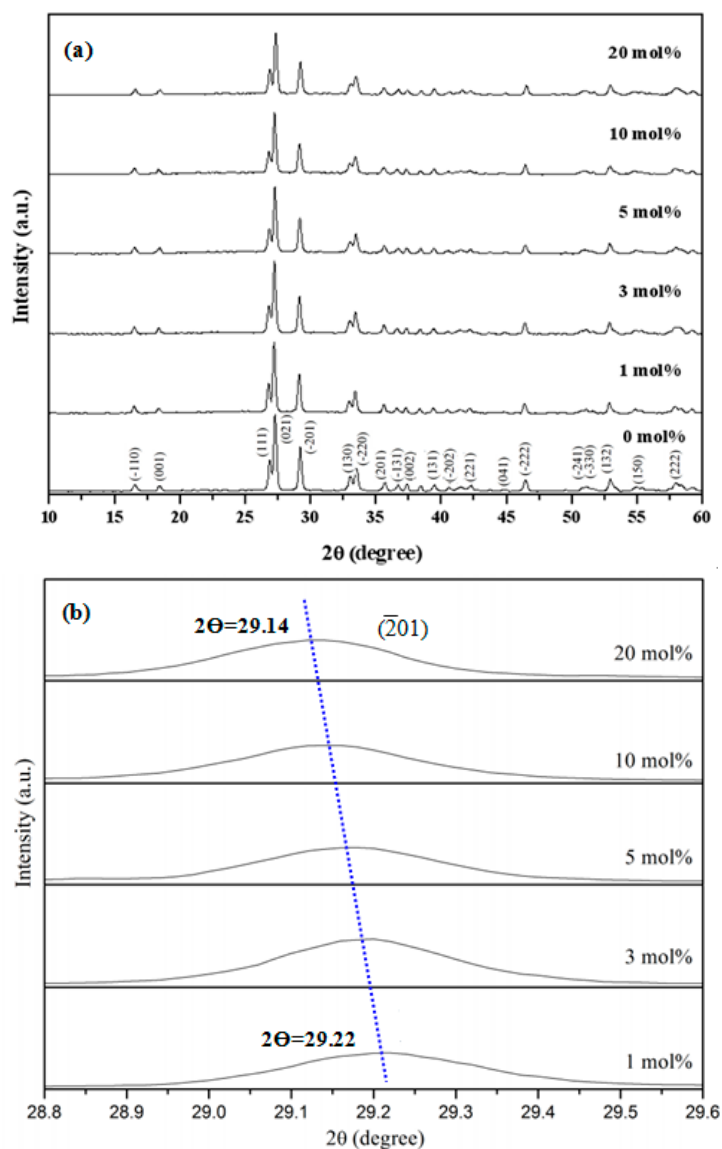 (a)
20 mol%
10 mol%
5 mol%
3 mol%
1 mol%
0 mol%
Intensity (a.u.)
(-110)
(001)
(111)
(021)
(-201)
(130)
(-220)
(201)
(-131)
(002)
(131)
(-202)
(221)
(041)
(-222)
(-241)
(-330)
(132)
(150)
(222)
10 15 20 25 30 35 40 45 50 55 60
2θ (degree)
(b)
2Ө=29.14
(2̅01)
20 mol%
10 mol%
5 mol%
3 mol%
2Ө=29.22
1 mol%
Intensity (a.u.)
28.8 28.9 29.0 29.1 29.2 29.3 29.4 29.5 29.6
2θ (degree)